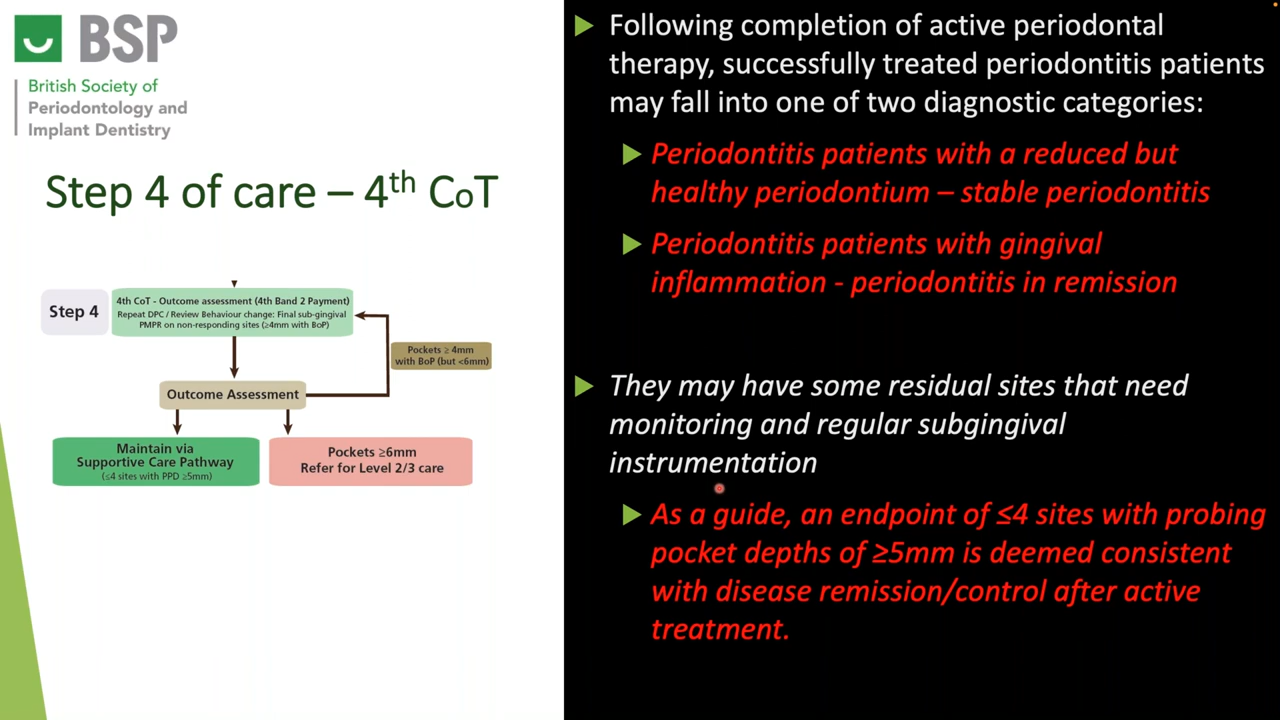 BSP
British Society of
Periodontology and
Implant Dentistry
Step 4 of care – 4th CoT
Step 4
4th CoT - Outcome assessment (4th Band 2 Payment)
Repeat DPC / Review Behaviour change: Final sub-gingival
PMPR on non-responding sites (≥4mm with BoP)
Pockets ≥ 4mm
with BoP (but <6mm)
Outcome Assessment
Maintain via
Supportive Care Pathway
(≤4 sites with PPD ≥5mm)
Pockets ≥6mm
Refer for Level 2/3 care
Following completion of active periodontal
therapy, successfully treated periodontitis patients
may fall into one of two diagnostic categories:
Periodontitis patients with a reduced but
healthy periodontium – stable periodontitis
Periodontitis patients with gingival
inflammation - periodontitis in remission
They may have some residual sites that need
monitoring and regular subgingival
instrumentation
As a guide, an endpoint of ≤4 sites with probing
pocket depths of ≥5mm is deemed consistent
with disease remission/control after active
treatment.